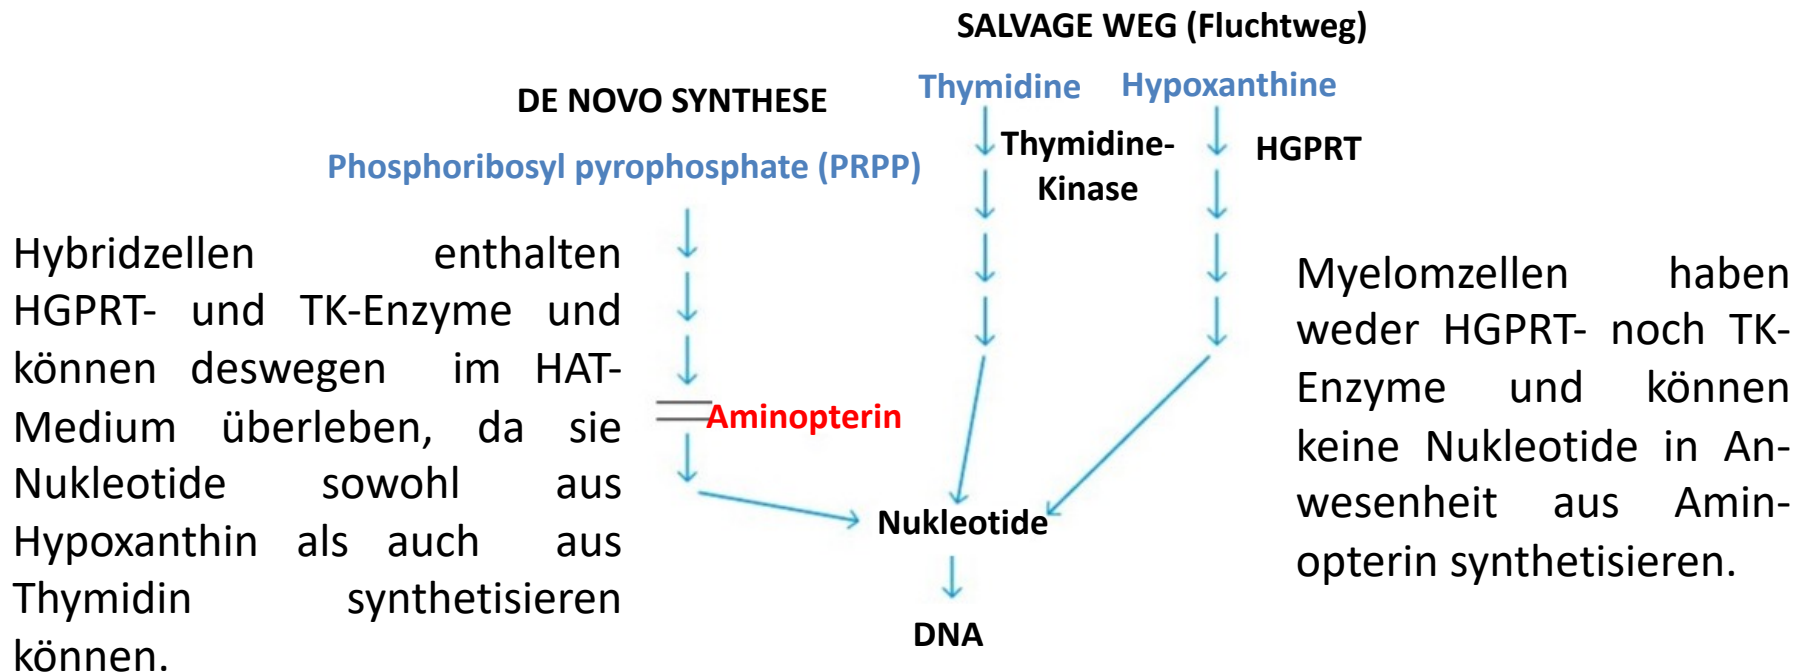 SALVAGE WEG (Fluchtweg)
Thymidine Hypoxanthine
DE NOVO SYNTHESE
Thymidine-
Kinase
HGPRT
Phosphoribosyl pyrophosphate (PRPP)
Hybridzellen enthalten
HGPRT- und TK-Enzyme und
können deswegen im HAT-
Medium überleben, da sie
Nukleotide sowohl aus
Hypoxanthin als auch aus
Thymidin synthetisieren
können.
Aminopterin
Nukleotide
DNA
Myelomzellen haben
weder HGPRT- noch TK-
Enzyme und können
keine Nukleotide in An-
wesenheit aus Amin-
opterin synthetisieren.